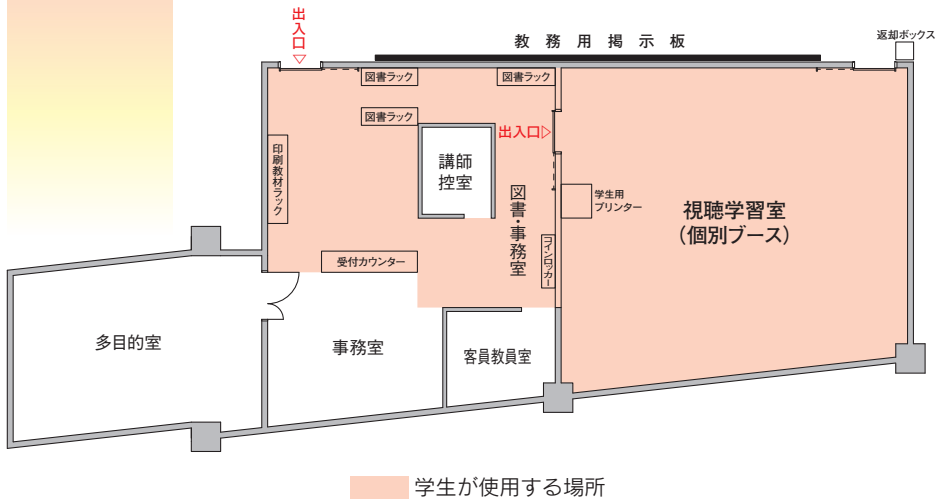 出入口
▽
教務用掲示板
返却ボックス
図書ラック
図書ラック
図書ラック
出入口▷
印刷教材ラック
講師
控室
図書・事務室
学生用
プリンター
視聴学習室
（個別ブース）
コインロッカー
受付カウンター
多目的室
事務室
客員教員室
学生が使用する場所